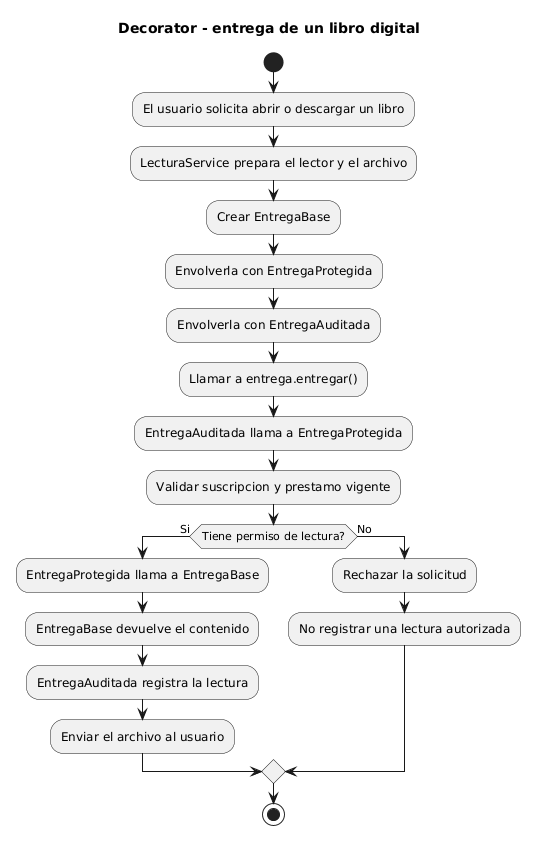 Decorator - entrega de un libro digital
El usuario solicita abrir o descargar un libro
LecturaService prepara el lector y el archivo
Crear EntregaBase
Envolverla con EntregaProtegida
Envolverla con EntregaAuditada
Llamar a entrega.entregar()
EntregaAuditada llama a EntregaProtegida
Validar suscripcion y prestamo vigente
Si
Tiene permiso de lectura?
No
EntregaProtegida llama a EntregaBase
EntregaBase devuelve el contenido
EntregaAuditada registra la lectura
Enviar el archivo al usuario
Rechazar la solicitud
No registrar una lectura autorizada